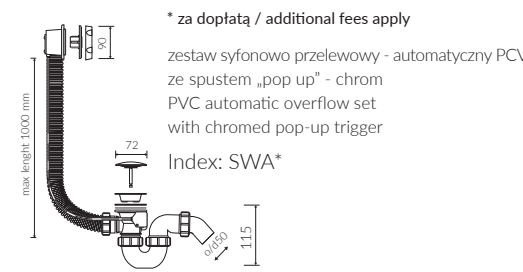 * za dopłatą / additional fees apply
zestaw syfonowo przelewowy - automatyczny PCV
ze spustem „pop up” - chrom
PVC automatic overflow set
with chromed pop-up trigger
Index: SWA*
90
max lenght 1000 mm
72
o/d50
115